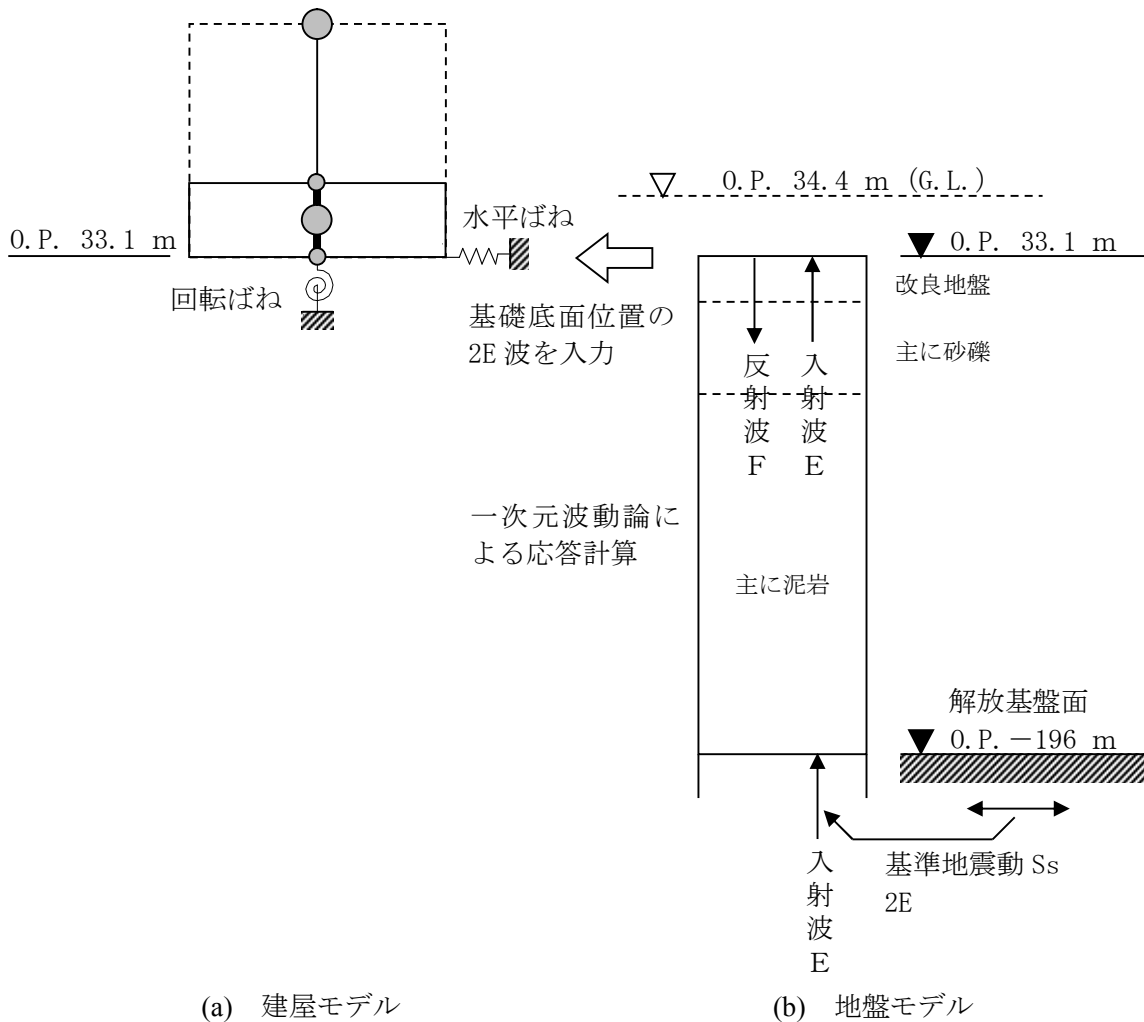 O.P. 34.4 m (G.L.)
水平ばね
O.P. 33.1 m
O.P. 33.1 m
回転ばね
基礎底面位置の
2E 波を入力
改良地盤
主に砂礫
反射波F
入射波E
一次元波動論に
よる応答計算
主に泥岩
解放基盤面
O.P.－196 m
入射波E
基準地震動 Ss
2E
(a) 建屋モデル
(b) 地盤モデル